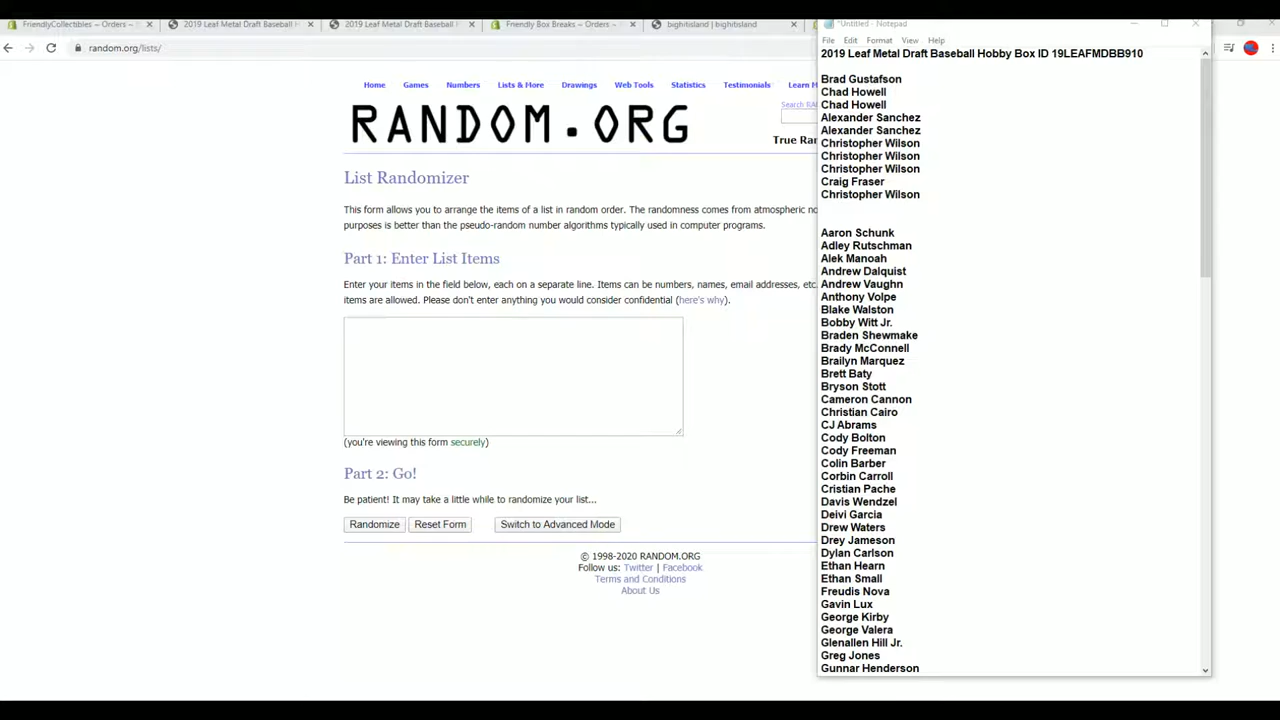 FriendlyCollectibles ~ Orders ~
2019 Leaf Metal Draft Baseball H
2019 Leaf Metal Draft Baseball
Friendly Box Breaks ~ Orders ~
bighitisland | bighitisland
*Untitled - Notepad
random.org/lists/
File Edit Format View Help
2019 Leaf Metal Draft Baseball Hobby Box ID 19LEAFMDBB910
Brad Gustafson
Chad Howell
Chad Howell
Alexander Sanchez
Alexander Sanchez
Christopher Wilson
Christopher Wilson
Christopher Wilson
Craig Fraser
Christopher Wilson
Aaron Schunk
Adley Rutschman
Alek Manoah
Andrew Dalquist
Andrew Vaughn
Anthony Volpe
Blake Walston
Bobby Witt Jr.
Braden Shewmake
Brady McConnell
Brailyn Marquez
Brett Baty
Bryson Stott
Cameron Cannon
Christian Cairo
CJ Abrams
Cody Bolton
Cody Freeman
Colin Barber
Corbin Carroll
Cristian Pache
Davis Wendzel
Deivi Garcia
Drew Waters
Drey Jameson
Dylan Carlson
Ethan Hearn
Ethan Small
Freudis Nova
Gavin Lux
George Kirby
George Valera
Glenallen Hill Jr.
Greg Jones
Gunnar Henderson
Home Games Numbers Lists & More Drawings Web Tools Statistics Testimonials Learn M
Search RA
RANDOM.ORG
True Ran
List Randomizer
This form allows you to arrange the items of a list in random order. The randomness comes from atmospheric no
purposes is better than the pseudo-random number algorithms typically used in computer programs.
Part 1: Enter List Items
Enter your items in the field below, each on a separate line. Items can be numbers, names, email addresses, etc.
items are allowed. Please don't enter anything you would consider confidential (here's why).
(you're viewing this form securely)
Part 2: Go!
Be patient! It may take a little while to randomize your list...
Randomize Reset Form Switch to Advanced Mode
© 1998-2020 RANDOM.ORG
Follow us: Twitter | Facebook
Terms and Conditions
About Us